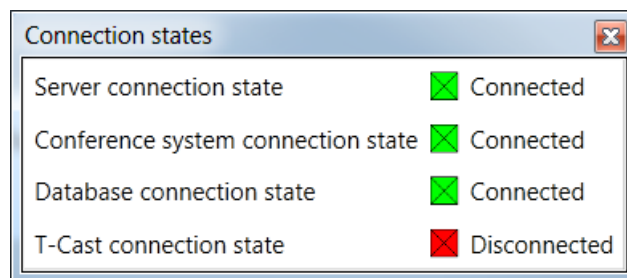 Connection states
Server connection state Connected
Conference system connection state Connected
Database connection state Connected
T-Cast connection state Disconnected